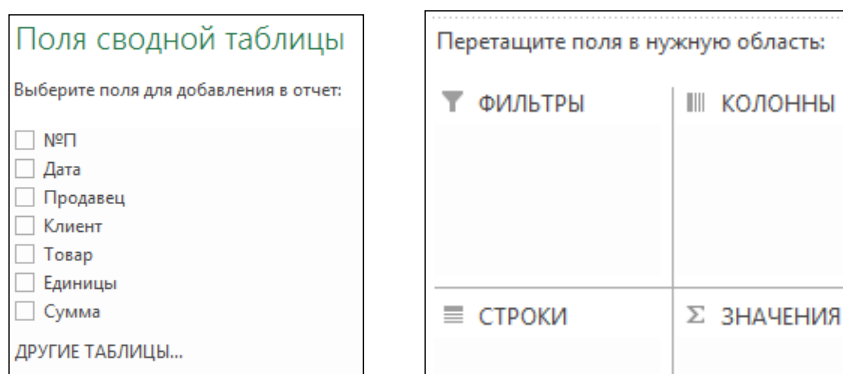 Поля сводной таблицы
Выберите поля для добавления в отчет:
№П
Дата
Продавец
Клиент
Товар
Единицы
Сумма
ДРУГИЕ ТАБЛИЦЫ...
Перетащите поля в нужную область:
ФИЛЬТРЫ
КОЛОННЫ
СТРОКИ
Σ ЗНАЧЕНИЯ